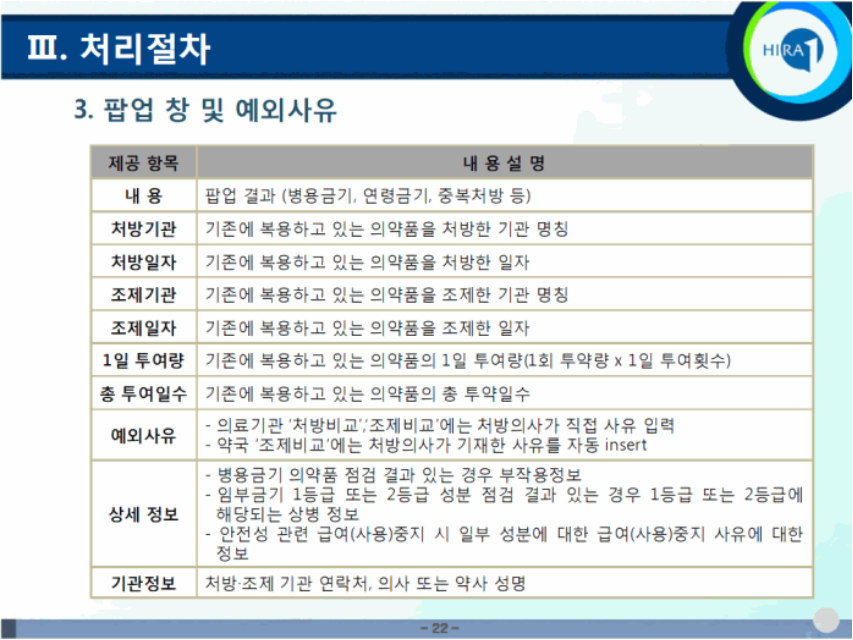 Ⅲ. 처리절차
HIRA
3. 팝업 창 및 예외사유
제공 항목 내 용 설 명
내 용 팝업 결과 (병용금기, 연령금기, 중복처방 등)
처방기관 기존에 복용하고 있는 의약품을 처방한 기관 명칭
처방일자 기존에 복용하고 있는 의약품을 처방한 일자
조제기관 기존에 복용하고 있는 의약품을 조제한 기관 명칭
조제일자 기존에 복용하고 있는 의약품을 조제한 일자
1일 투여량 기존에 복용하고 있는 의약품의 1일 투여량(1회 투약량 x 1일 투여횟수)
총 투여일수 기존에 복용하고 있는 의약품의 총 투약일수
예외사유
- 의료기관 ‘처방비교’,‘조제비교’에는 처방의사가 직접 사유 입력
- 약국 ‘조제비교’에는 처방의사가 기재한 사유를 자동 insert
상세 정보
- 병용금기 의약품 점검 결과 있는 경우 부작용정보
- 임부금기 1등급 또는 2등급 성분 점검 결과 있는 경우 1등급 또는 2등급에
해당되는 상병 정보
- 안전성 관련 급여(사용)중지 시 일부 성분에 대한 급여(사용)중지 사유에 대한
정보
기관정보 처방·조제 기관 연락처, 의사 또는 약사 성명
- 22 -